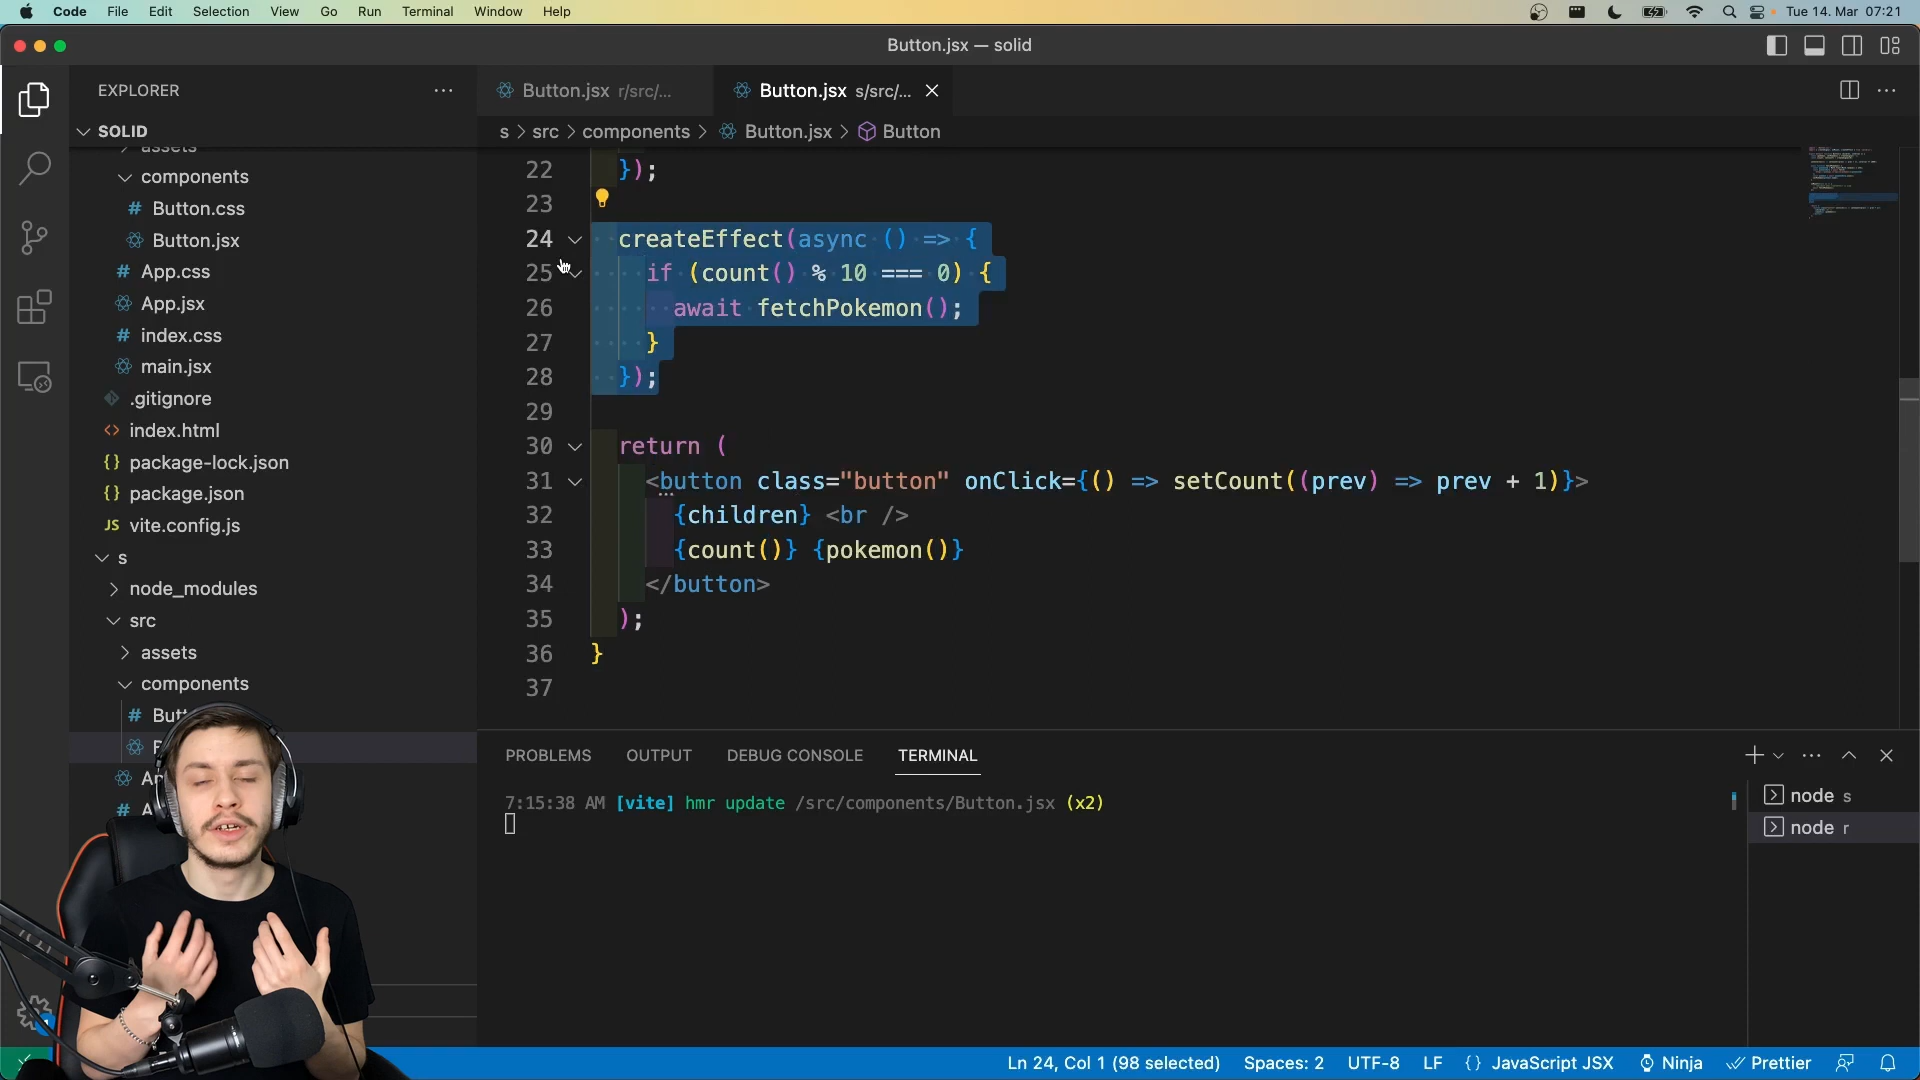 Code File Edit Selection View Go Run Terminal Window Help Tue 14. Mar 07:21
Button.jsx — solid
EXPLORER
SOLID
assets
components
# Button.css
Button.jsx
# App.css
App.jsx
# index.css
main.jsx
.gitignore
<> index.html
{} package-lock.json
{} package.json
JS vite.config.js
s
node_modules
src
assets
components
#
#
Button.jsx r/src/...
Button.jsx s/src/...
s > src > components > Button.jsx > Button
22 });
23
24 createEffect(async () => {
25 if (count() % 10 === 0) {
26 await fetchPokemon();
27 }
28 });
29
30 return (
31 <button class="button" onClick={() => setCount((prev) => prev + 1)}>
32 {children} <br />
33 {count()} {pokemon()}
34 </button>
35 );
36 }
37
PROBLEMS OUTPUT DEBUG CONSOLE TERMINAL
7:15:38 AM [vite] hmr update /src/components/Button.jsx (x2)
node s
node r
Ln 24, Col 1 (98 selected) Spaces: 2 UTF-8 LF {} JavaScript JSX Ninja Prettier